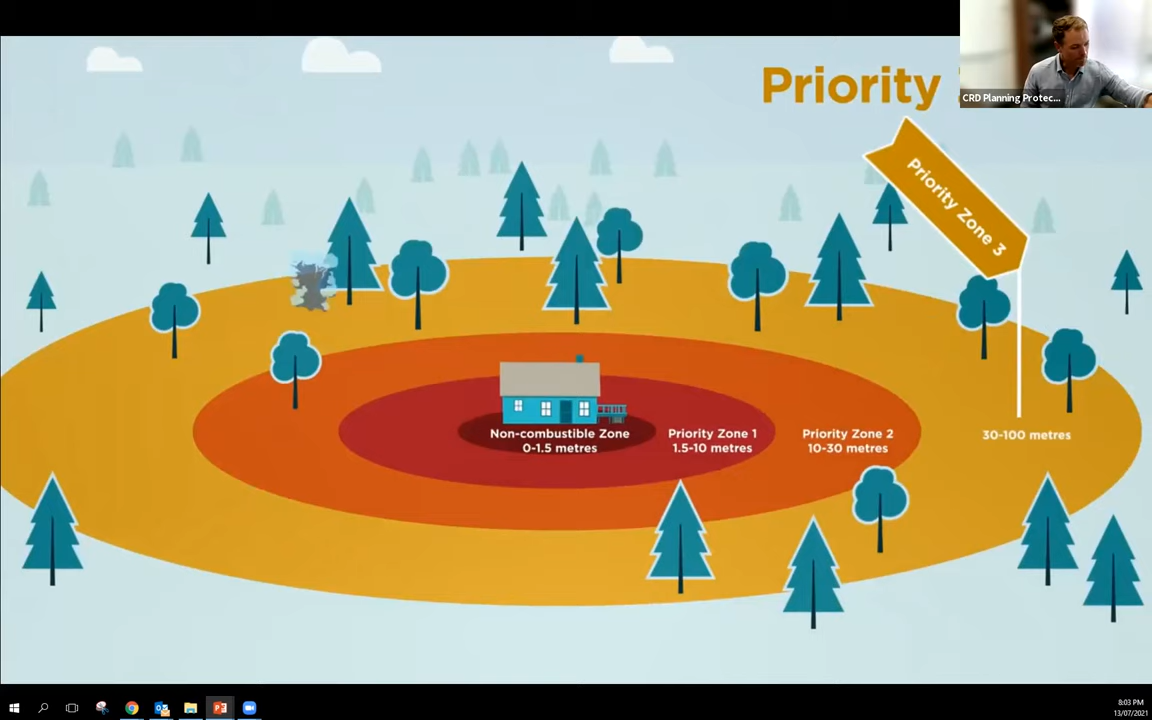 Priority
CRD Planning Protec...
Priority Zone 3
Non-combustible Zone
0-1.5 metres
Priority Zone 1
1.5-10 metres
Priority Zone 2
10-30 metres
30-100 metres
8:03 PM
13/07/2021